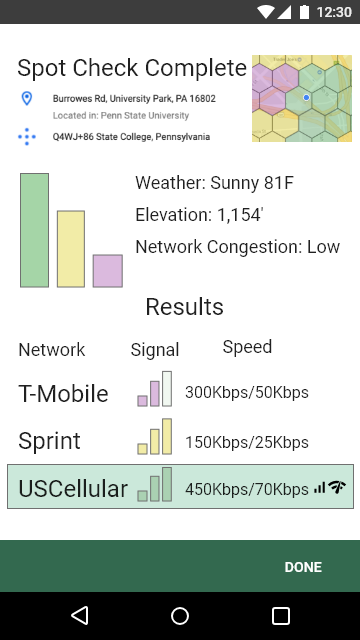 12:30
Spot Check Complete
Burrowes Rd, University Park, PA 16802
Located in: Penn State University
Q4WJ+86 State College, Pennsylvania
Weather: Sunny 81F
Elevation: 1,154'
Network Congestion: Low
Results
Network Signal Speed
T-Mobile 300Kbps/50Kbps
Sprint 150Kbps/25Kbps
USCellular 450Kbps/70Kbps
DONE